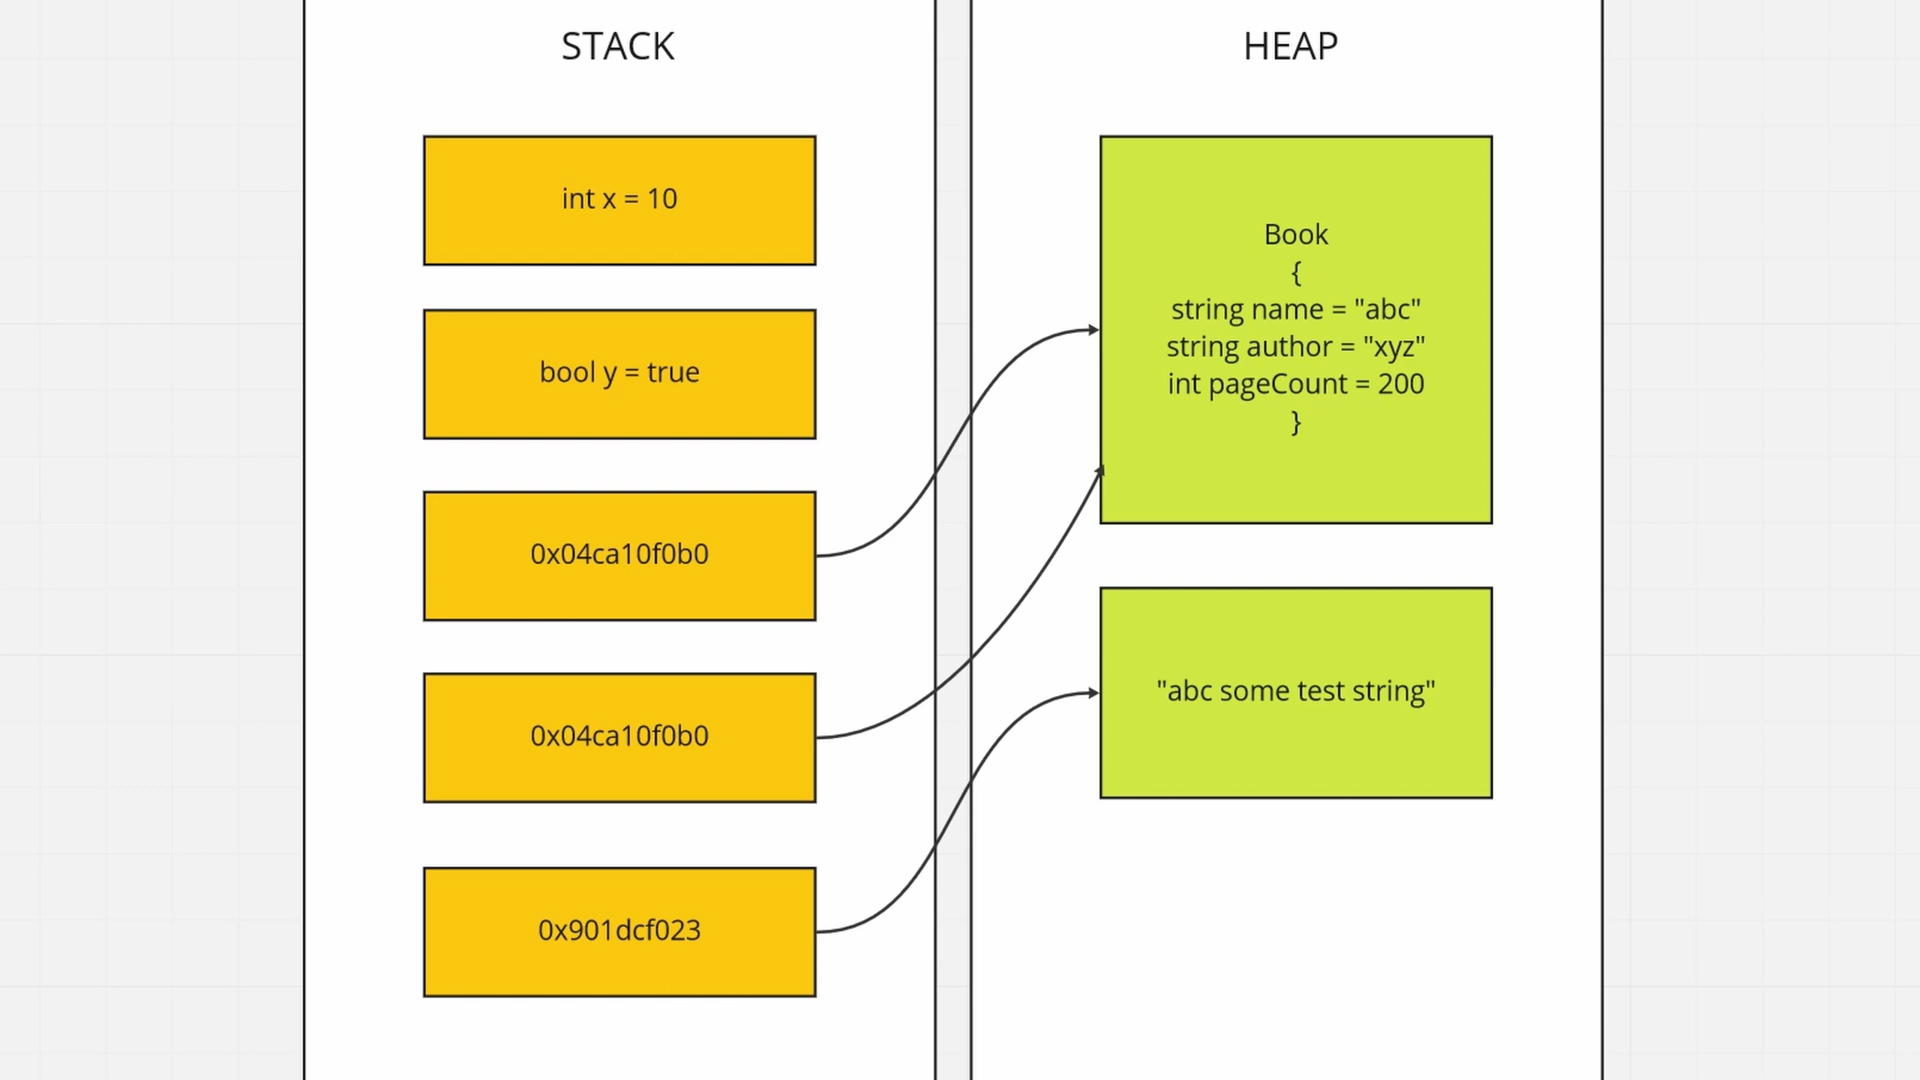 STACK
int x = 10
bool y = true
0x04ca10f0b0
0x04ca10f0b0
0x901dcf023
HEAP
Book
{
string name = "abc"
string author = "xyz"
int pageCount = 200
}
"abc some test string"